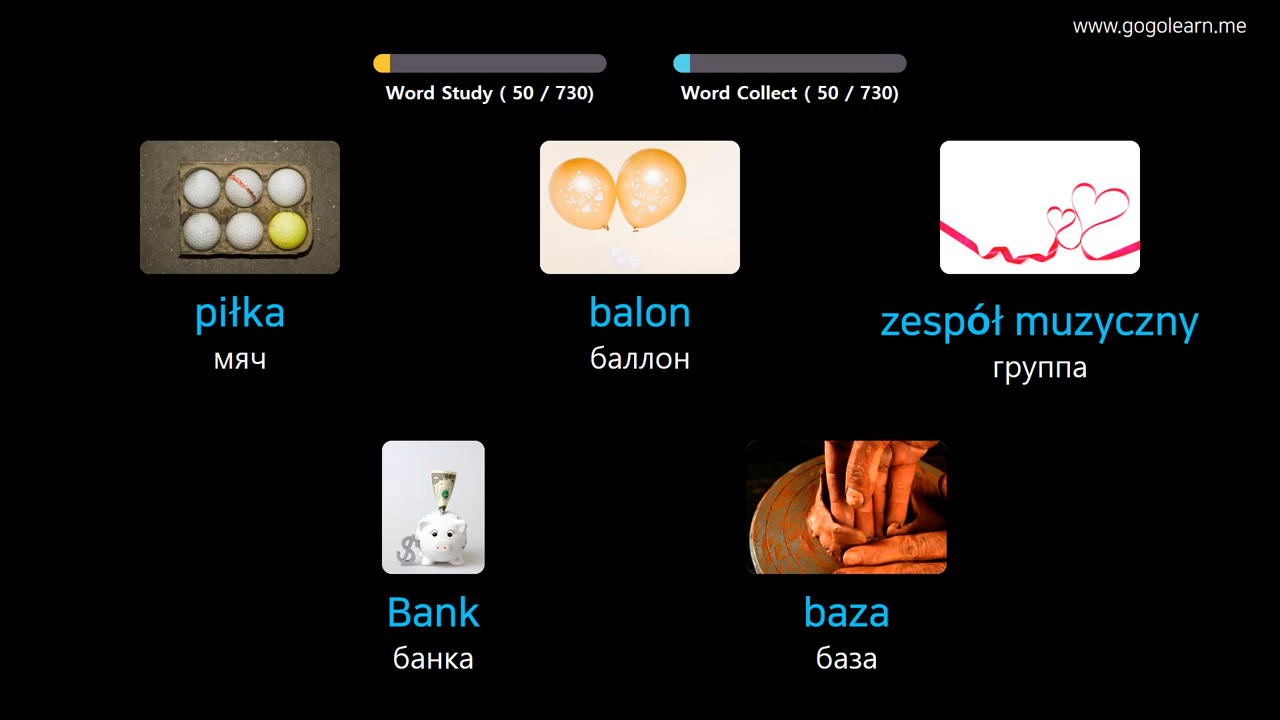 www.gogolearn.me
Word Study ( 50 / 730)
Word Collect ( 50 / 730)
piłka
мяч
balon
баллон
zespół muzyczny
группа
Bank
банка
baza
база